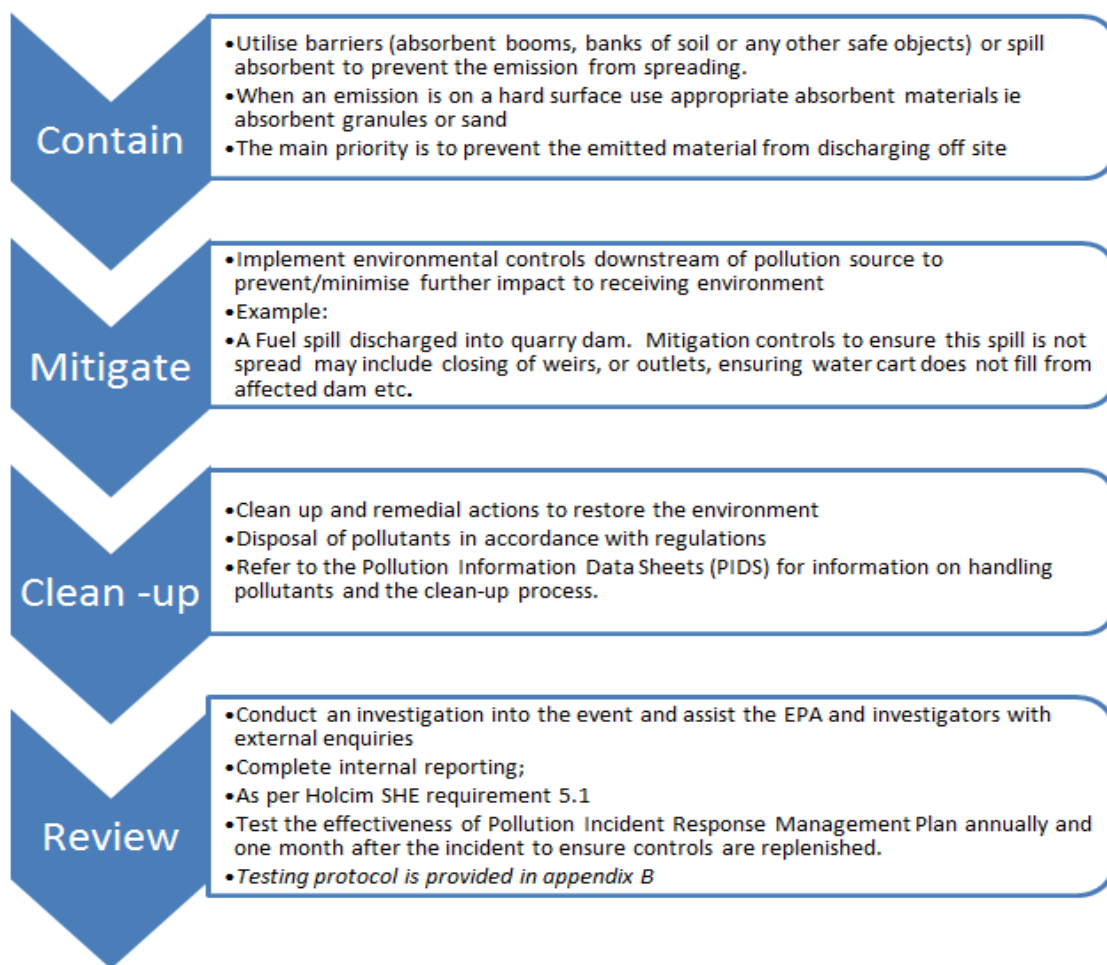 Contain
•Utilise barriers (absorbent booms, banks of soil or any other safe objects) or spill
absorbent to prevent the emission from spreading.
•When an emission is on a hard surface use appropriate absorbent materials ie
absorbent granules or sand
•The main priority is to prevent the emitted material from discharging off site
Mitigate
•Implement environmental controls downstream of pollution source to
prevent/minimise further impact to receiving environment
•Example:
•A Fuel spill discharged into quarry dam. Mitigation controls to ensure this spill is not
spread may include closing of weirs, or outlets, ensuring water cart does not fill from
affected dam etc.
Clean -up
•Clean up and remedial actions to restore the environment
•Disposal of pollutants in accordance with regulations
•Refer to the Pollution Information Data Sheets (PIDS) for information on handling
pollutants and the clean-up process.
Review
•Conduct an investigation into the event and assist the EPA and investigators with
external enquiries
•Complete internal reporting;
•As per Holcim SHE requirement 5.1
•Test the effectiveness of Pollution Incident Response Management Plan annually and
one month after the incident to ensure controls are replenished.
•Testing protocol is provided in appendix B